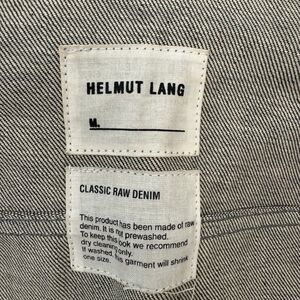 HELMUT LANG
M.
CLASSIC RAW DENIM
This product has been made of raw
denim. It is not prewashed.
To keep this look we recommend
dry cleaning only.
If washed this garment will shrink
one size.